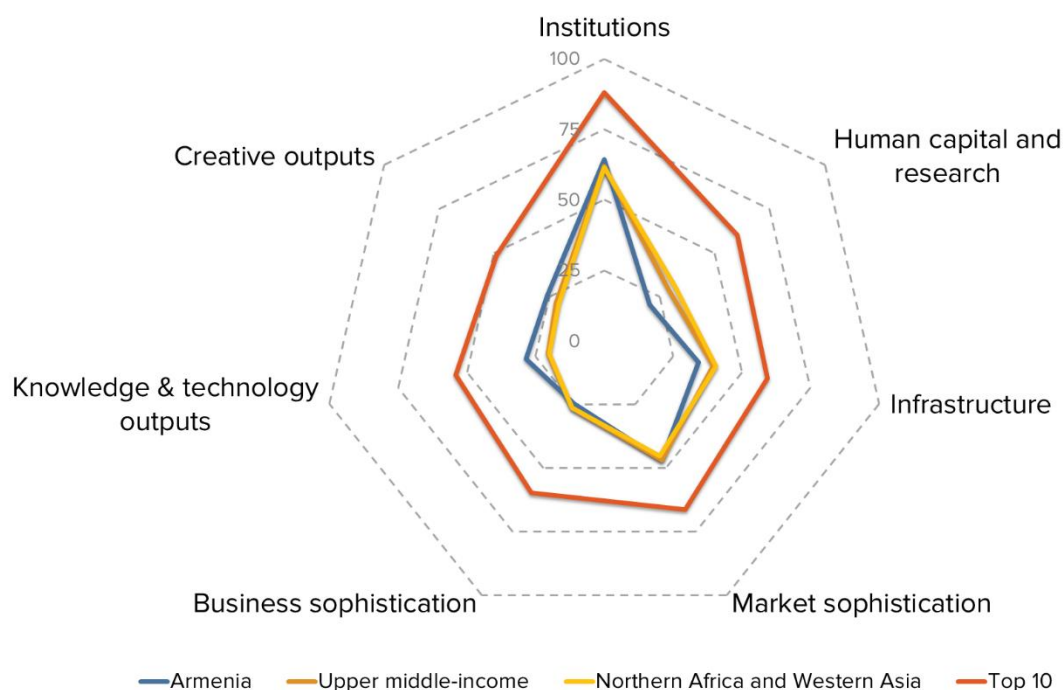 Institutions
100
75
50
25
0
Human capital and
research
Infrastructure
Market sophistication
Business sophistication
Knowledge & technology
outputs
Creative outputs
Armenia
Upper middle-income
Northern Africa and Western Asia
Top 10